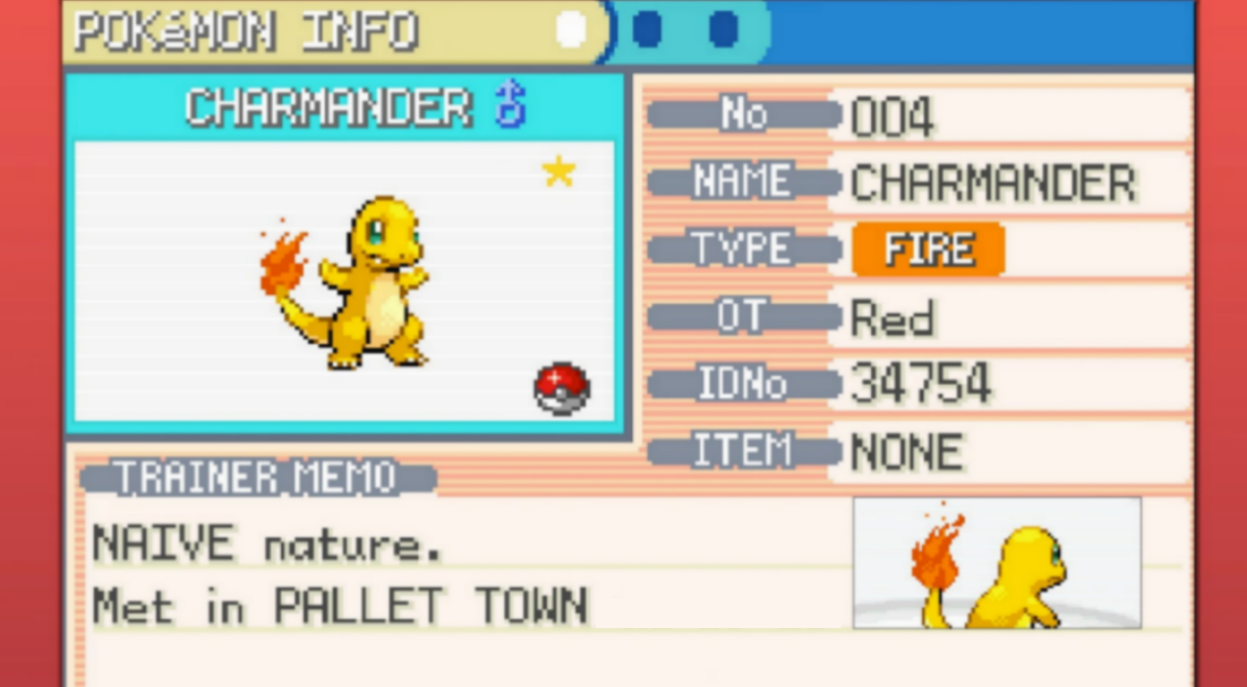 POKéMON INFO
CHARMANDER ♂
No 004
NAME CHARMANDER
TYPE FIRE
OT Red
IDNo 34754
ITEM NONE
TRAINER MEMO
NAIVE nature.
Met in PALLET TOWN